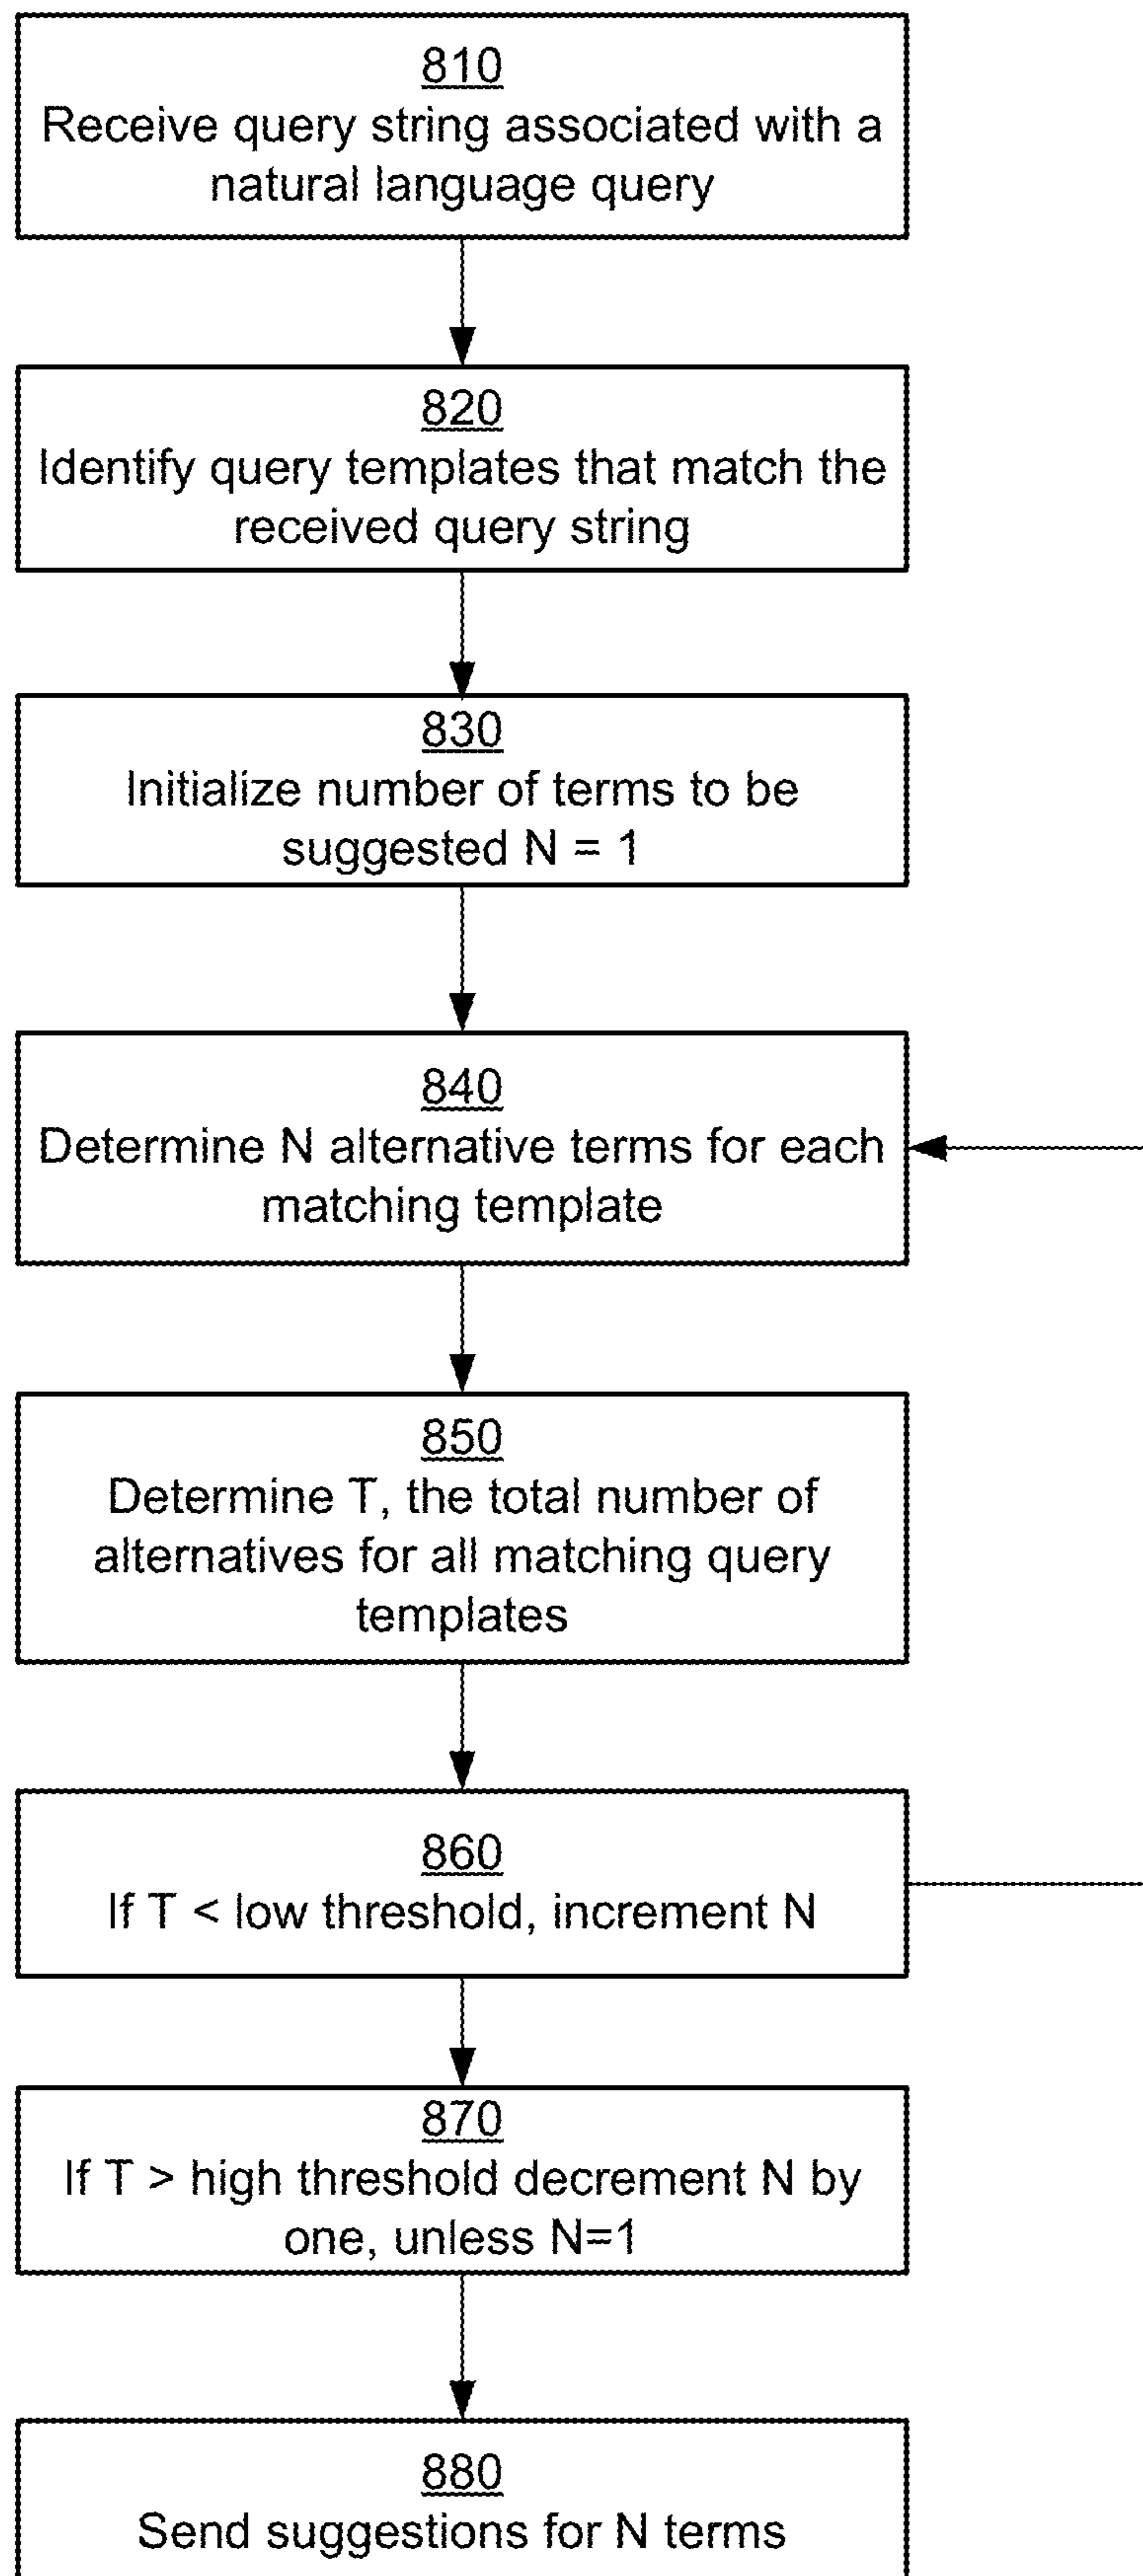 810
Receive query string associated with a
natural language query
820
Identify query templates that match the
received query string
830
Initialize number of terms to be
suggested N = 1
840
Determine N alternative terms for each
matching template
850
Determine T, the total number of
alternatives for all matching query
templates
860
If T < low threshold, increment N
870
If T > high threshold decrement N by
one, unless N=1
880
Send suggestions for N terms